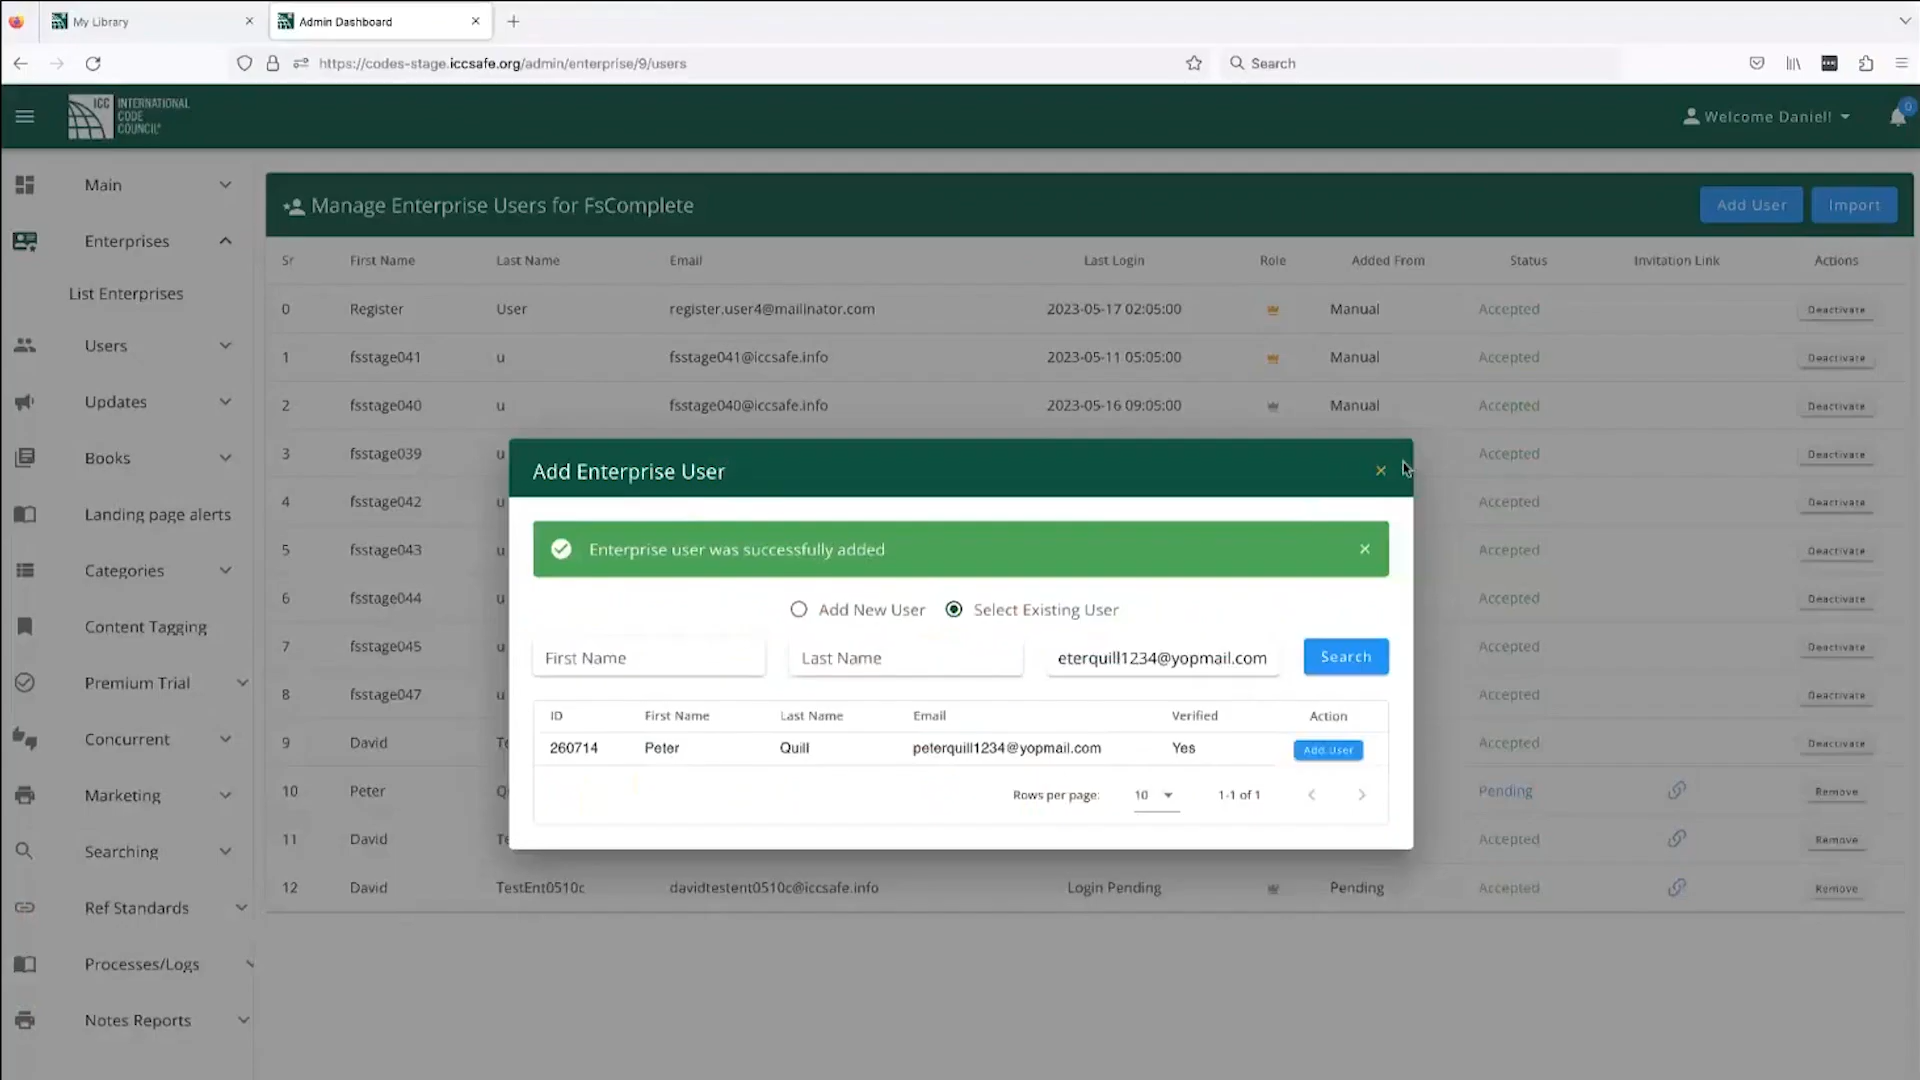 My Library
Admin Dashboard
https://codes-stage.iccsafe.org/admin/enterprise/9/users
Search
ICC INTERNATIONAL
CODE
COUNCIL
Welcome Daniel!
0
Main
Enterprises
List Enterprises
Users
Updates
Books
Landing page alerts
Categories
Content Tagging
Premium Trial
Concurrent
Marketing
Searching
Ref Standards
Processes/Logs
Notes Reports
Manage Enterprise Users for FsComplete
Add User
Import
Sr First Name Last Name Email Last Login Role Added From Status Invitation Link Actions
0 Register User register.user4@mailinator.com 2023-05-17 02:05:00 Manual Accepted Deactivate
1 fsstage041 u fsstage041@iccsafe.info 2023-05-11 05:05:00 Manual Accepted Deactivate
2 fsstage040 u fsstage040@iccsafe.info 2023-05-16 09:05:00 Manual Accepted Deactivate
3 fsstage039 u Accepted Deactivate
4 fsstage042 u Accepted Deactivate
5 fsstage043 u Accepted Deactivate
6 fsstage044 u Accepted Deactivate
7 fsstage045 u Accepted Deactivate
8 fsstage047 u Accepted Deactivate
9 David Accepted Deactivate
10 Peter Pending Remove
11 David Accepted Remove
12 David TestEnt0510c davidtestent0510c@iccsafe.info Login Pending Pending Accepted Remove
Add Enterprise User
Enterprise user was successfully added
Add New User Select Existing User
First Name Last Name eterquill1234@yopmail.com Search
ID First Name Last Name Email Verified Action
260714 Peter Quill peterquill1234@yopmail.com Yes Add User
Rows per page: 10 1-1 of 1